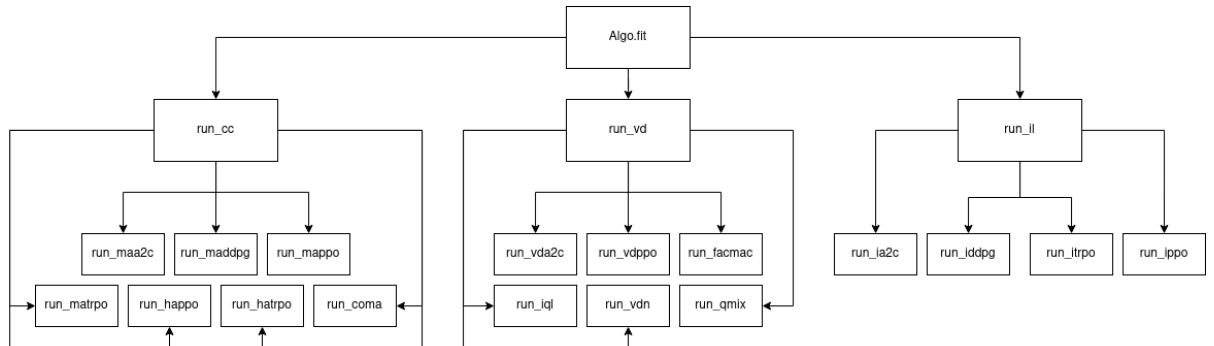 Algo.fit
run_cc
run_vd
run_il
run_maa2c
run_maddpg
run_mappo
run_vda2c
run_vdppo
run_facmac
run_ia2c
run_iddpg
run_itrpo
run_ippo
run_matrpo
run_happo
run_hatrpo
run_coma
run_iql
run_vdn
run_qmix